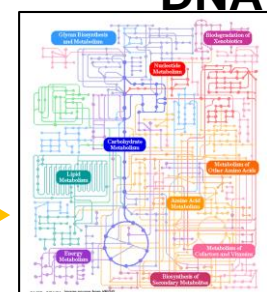 DNA
Glycan Biosynthesis
and Metabolism
Biodegradation of
Xenobiotics
Nucleotide
Metabolism
Carbohydrate
Metabolism
Metabolism of
Other Amino Acids
Lipid
Metabolism
Amino Acid
Metabolism
Energy
Metabolism
Metabolism of
Cofactors and Vitamins
Biosynthesis of
Secondary Metabolites